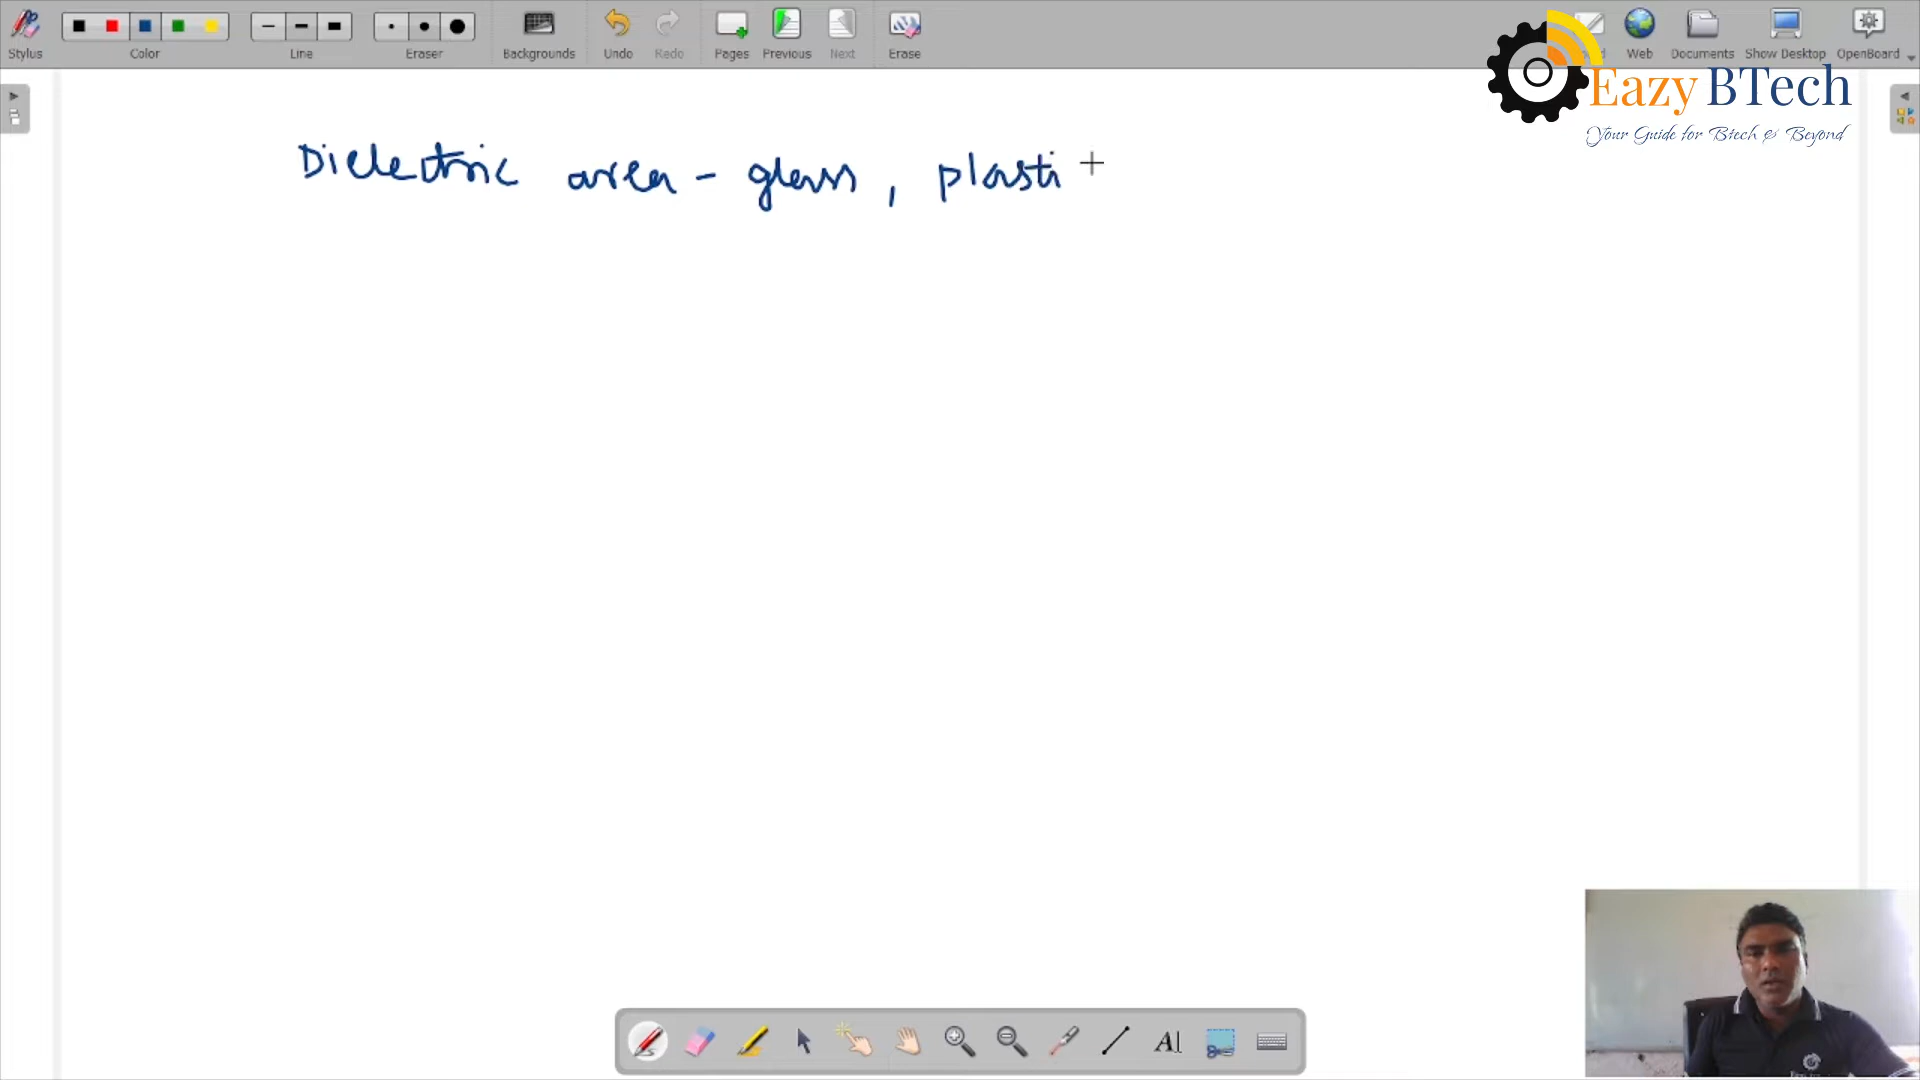 Stylus Color Line Eraser Backgrounds Undo Redo Pages Previous Next Erase Web Documents Show Desktop OpenBoard
Eazy BTech
Your Guide for Btech & Beyond
Dielectric area - glass, plasti
AI